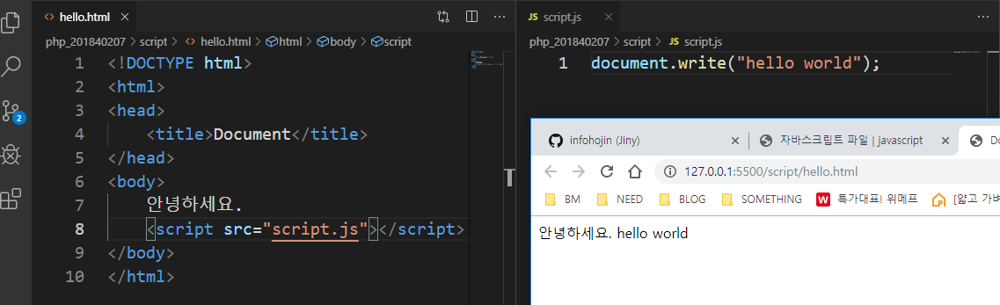 hello.html
php_201840207 > script > hello.html > html > body > script
1 <!DOCTYPE html>
2 <html>
3 <head>
4 <title>Document</title>
5 </head>
6 <body>
7 안녕하세요.
8 <script src="script.js"></script>
9 </body>
10 </html>
2
JS script.js
php_201840207 > script > JS script.js
1 document.write("hello world");
infohojin (Jiny)
자바스크립트 파일 | javascript
Do
127.0.0.1:5500/script/hello.html
BM NEED BLOG SOMETHING W 특가대표! 위메프 [얇고 가벼
안녕하세요. hello world